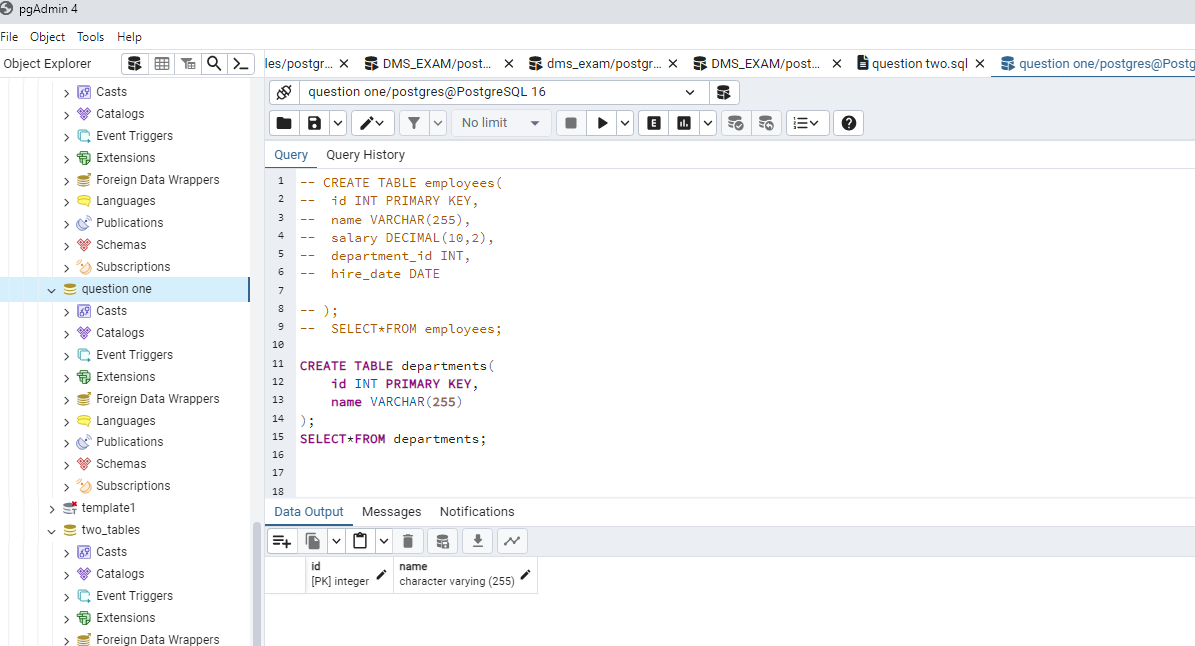 pgAdmin 4
File Object Tools Help
Object Explorer
les/postgr...
DMS_EXAM/post...
dms_exam/postgr...
DMS_EXAM/post...
question two.sql
question one/postgres@Postg
Casts
Catalogs
Event Triggers
Extensions
Foreign Data Wrappers
Languages
Publications
Schemas
Subscriptions
question one
Casts
Catalogs
Event Triggers
Extensions
Foreign Data Wrappers
Languages
Publications
Schemas
Subscriptions
template1
two_tables
Casts
Catalogs
Event Triggers
Extensions
Foreign Data Wrappers
question one/postgres@PostgreSQL 16
No limit
E
Query Query History
1 -- CREATE TABLE employees(
2 --  id INT PRIMARY KEY,
3 --  name VARCHAR(255),
4 --  salary DECIMAL(10,2),
5 --  department_id INT,
6 --  hire_date DATE
7
8 -- );
9 --  SELECT*FROM employees;
10
11 CREATE TABLE departments(
12     id INT PRIMARY KEY,
13     name VARCHAR(255)
14 );
15 SELECT*FROM departments;
16
17
18
Data Output Messages Notifications
id
[PK] integer
name
character varying (255)